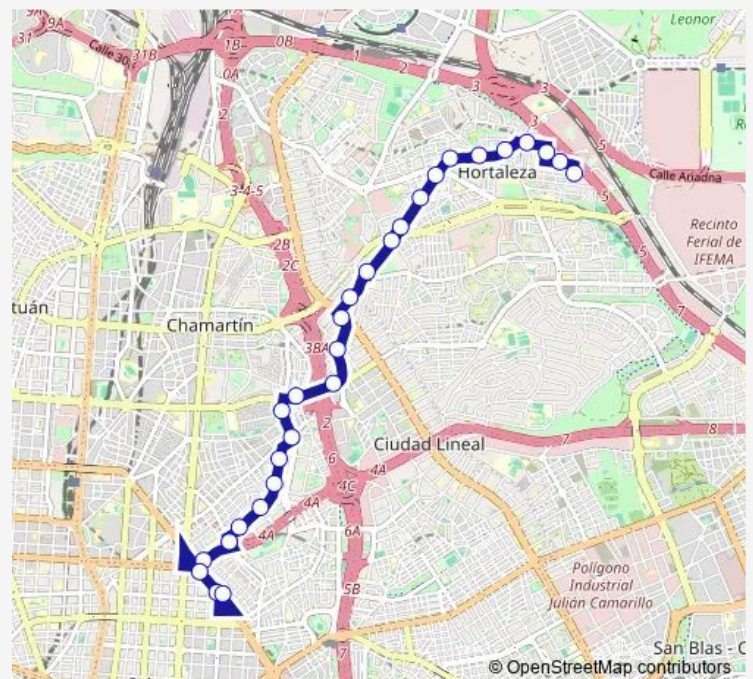 Leonor
9A
9A
31
Calle 30
31B
1B
0B
1
2
3
3
3
0A
2
5
Calle Ariadna
Hortaleza
3-4-5
5
Recinto
Ferial de
IFEMA
2B
2C
5
7
tuán
Chamartín
3BA
2
Ciudad Lineal
7
8
6
4A
4C
4A
4A
6A
Polígono
Industrial
Julián Camarillo
5B
7
San Blas - C
© OpenStreetMap contributors